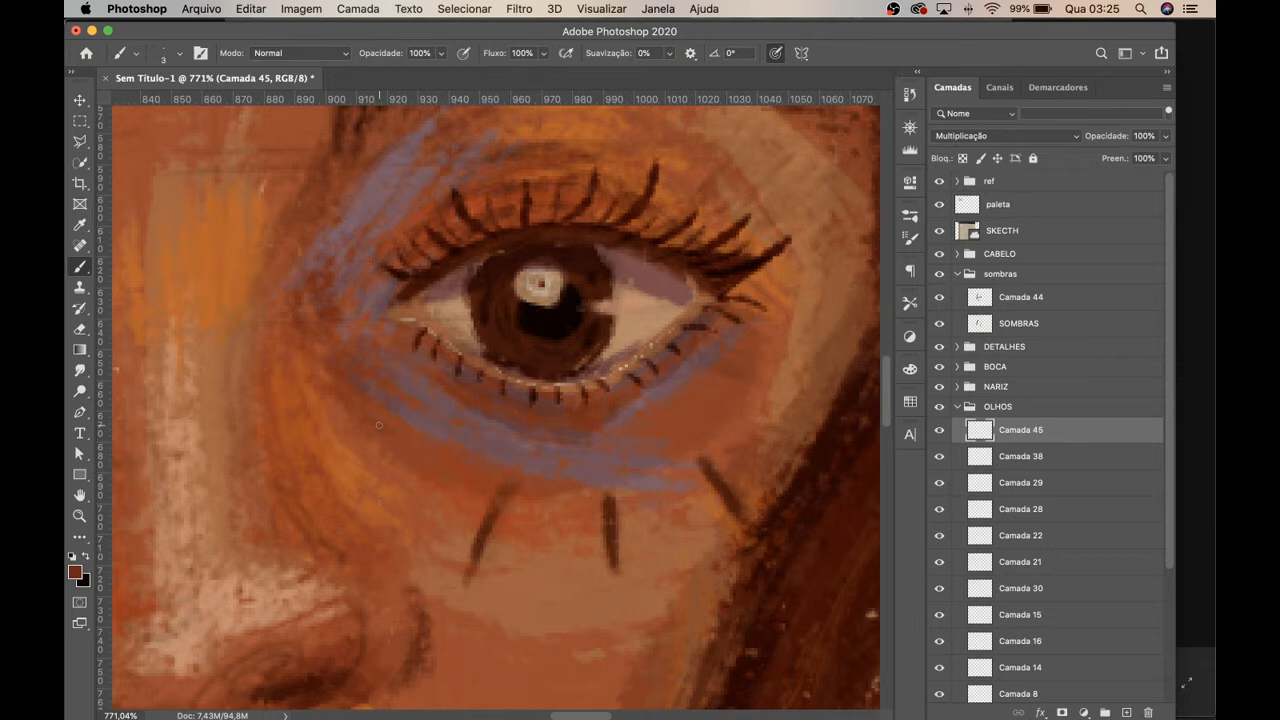 Photoshop Arquivo Editar Imagem Camada Texto Selecionar Filtro 3D Visualizar Janela Ajuda 99% Qua 03:25
Adobe Photoshop 2020
3 Modo: Normal Opacidade: 100% Fluxo: 100% Suavização: 0% 0°
× Sem Título-1 @ 771% (Camada 45, RGB/8) *
840 850 860 870 880 890 900 910 920 930 940 950 960 970 980 990 1000 1010 1020 1030 1040 1050 1060 1070
Camadas Canais Demarcadores
Nome
Multiplicação Opacidade: 100%
Bloq.: Preen.: 100%
ref
paleta
SKECTH
CABELO
sombras
Camada 44
SOMBRAS
DETALHES
BOCA
NARIZ
OLHOS
Camada 45
Camada 38
Camada 29
Camada 28
Camada 22
Camada 21
Camada 30
Camada 15
Camada 16
Camada 14
Camada 8
fx
771,04% Doc: 7,43M/94,8M